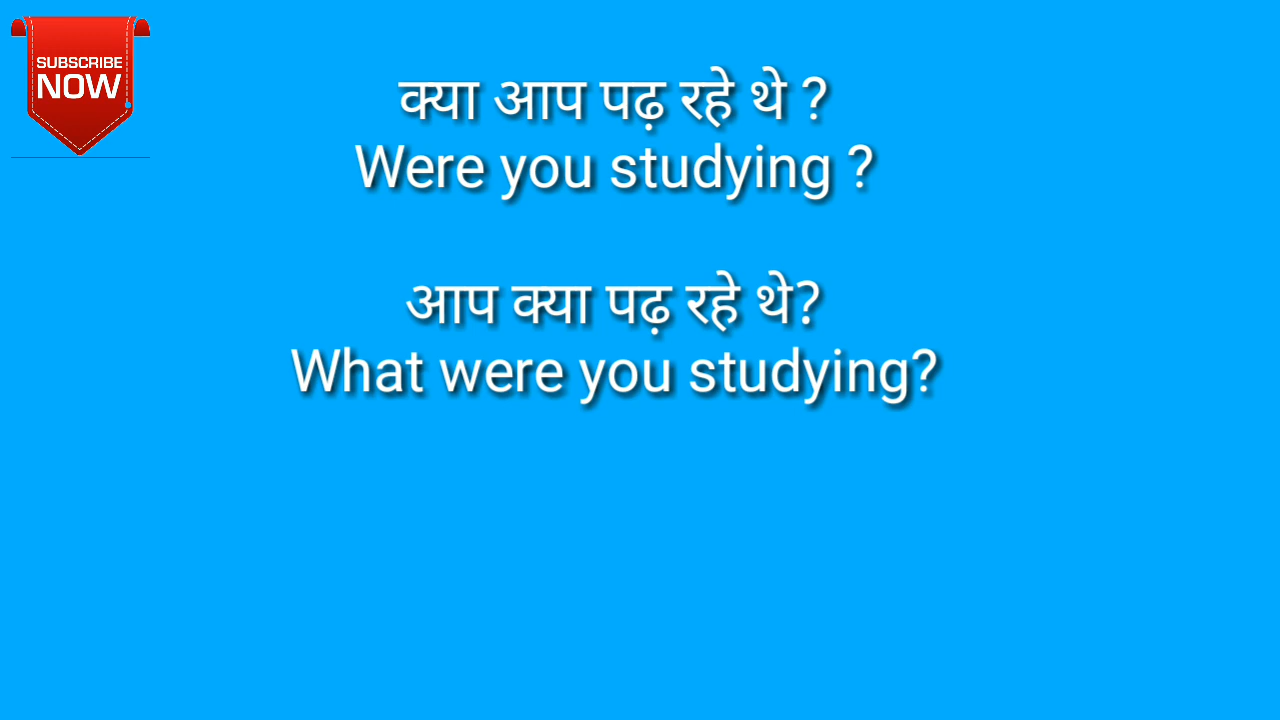 SUBSCRIBE
NOW
क्या आप पढ़ रहे थे ?
Were you studying ?
आप क्या पढ़ रहे थे?
What were you studying?